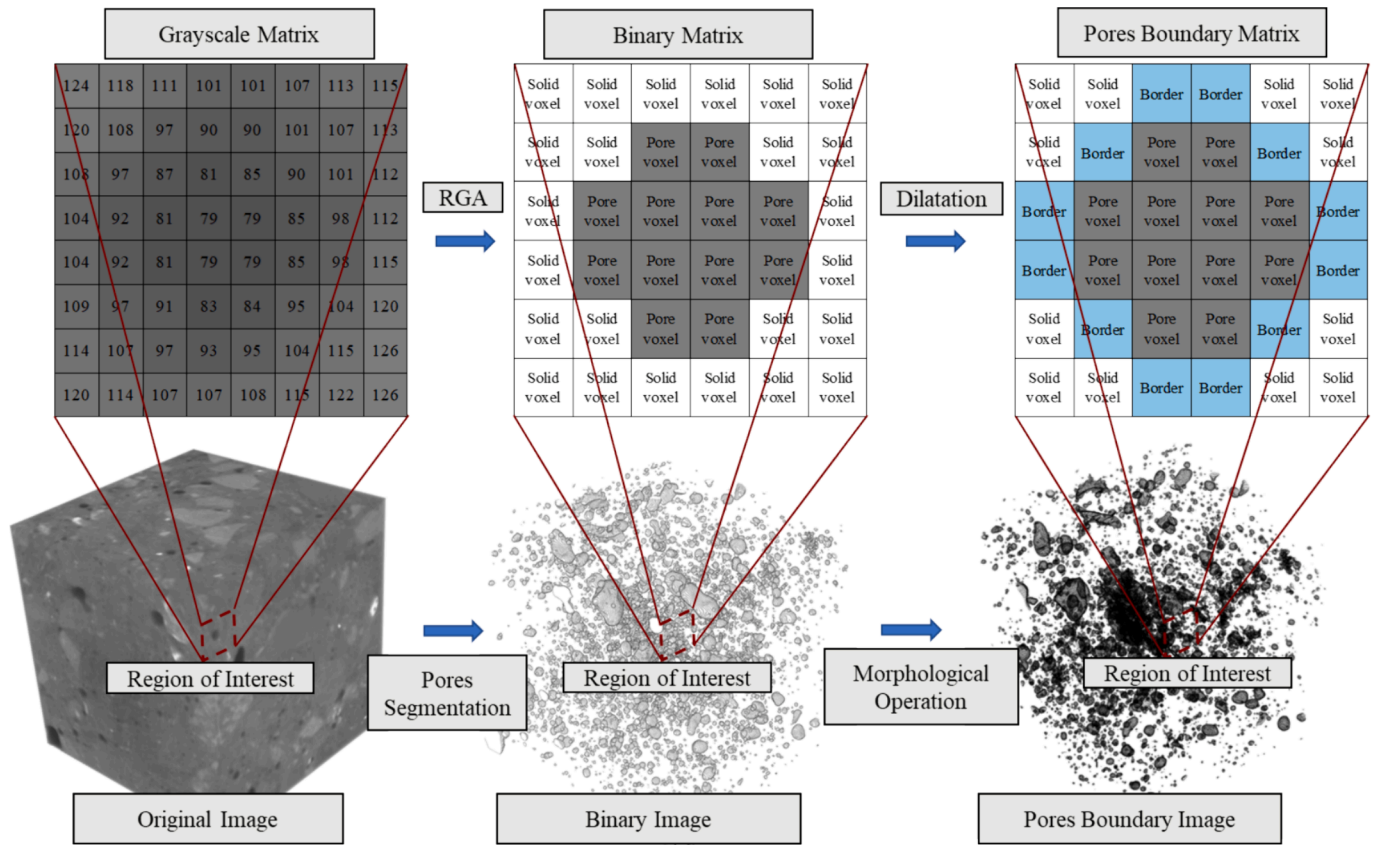 Grayscale Matrix
Binary Matrix
Pores Boundary Matrix
124 118 111 101 101 107 113 115
120 108 97 90 90 101 107 113
108 97 87 81 85 90 101 112
104 92 81 79 79 85 98 112
104 92 81 79 79 85 98 115
109 97 91 83 84 95 104 120
114 107 97 93 95 104 115 126
120 114 107 107 108 115 122 126
RGA
Solid voxel Solid voxel Solid voxel Solid voxel Solid voxel Solid voxel
Solid voxel Solid voxel Pore voxel Pore voxel Solid voxel Solid voxel
Solid voxel Pore voxel Pore voxel Pore voxel Pore voxel Solid voxel
Solid voxel Pore voxel Pore voxel Pore voxel Pore voxel Solid voxel
Solid voxel Solid voxel Pore voxel Pore voxel Solid voxel Solid voxel
Solid voxel Solid voxel Solid voxel Solid voxel Solid voxel Solid voxel
Dilatation
Solid voxel Solid voxel Border Border Solid voxel Solid voxel
Solid voxel Border Pore voxel Pore voxel Border Solid voxel
Border Pore voxel Pore voxel Pore voxel Pore voxel Border
Border Pore voxel Pore voxel Pore voxel Pore voxel Border
Solid voxel Border Pore voxel Pore voxel Border Solid voxel
Solid voxel Solid voxel Border Border Solid voxel Solid voxel
Region of Interest
Pores
Segmentation
Region of Interest
Morphological
Operation
Region of Interest
Original Image
Binary Image
Pores Boundary Image